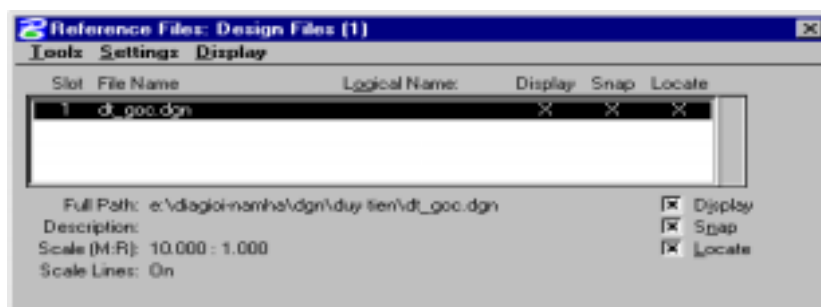 Reference Files: Design Files (1)
Tools Settings Display
Slot File Name Logical Name: Display Snap Locate
1 dt_goc.dgn X X X
Full Path: e:\diagioi-namha\dgn\duy tien\dt_goc.dgn
Display
Description:
Snap
Scale (M:R): 10.000 : 1.000
Locate
Scale Lines: On